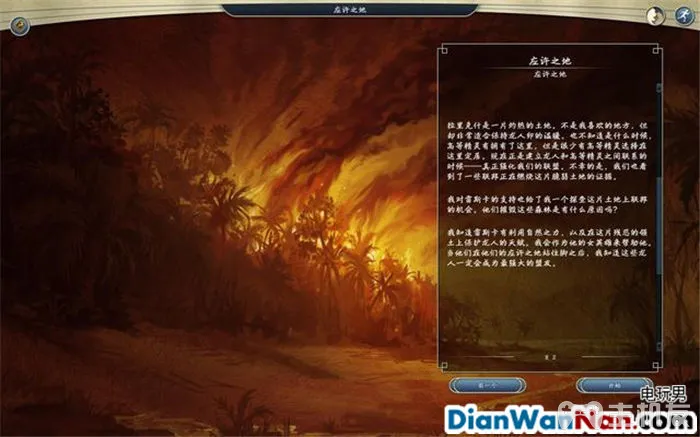 应许之地
应许之地
应许之地
拉里克什是一片灼热的土地，不是我喜欢的地方，但
却非常适合保持龙人卵的温暖，也不知道是什么时候，
高等精灵有拥有了这里，但是很少有高等精灵选择在
这里定居。现在正是建立龙人和高等精灵之间联系的
时候——真正强化我们的联盟，不幸的是，我们也看
到了一些联邦正在燃烧这片脆弱土地的证据。
我对雷斯卡的支持也给了我一个探查这片土地上联邦
的机会，他们摧毁这些森林是有什么原因吗？
我知道雷斯卡有利用自然之力，以及在这片残忍的领
土上保护龙人的天赋，我会作为他的女英雄来帮助他。
当他们在他们的应许之地站住脚之后，我知道这些龙
人一定会成为最强大的盟友。
前一个
开始
电玩男
DianWanNan.com